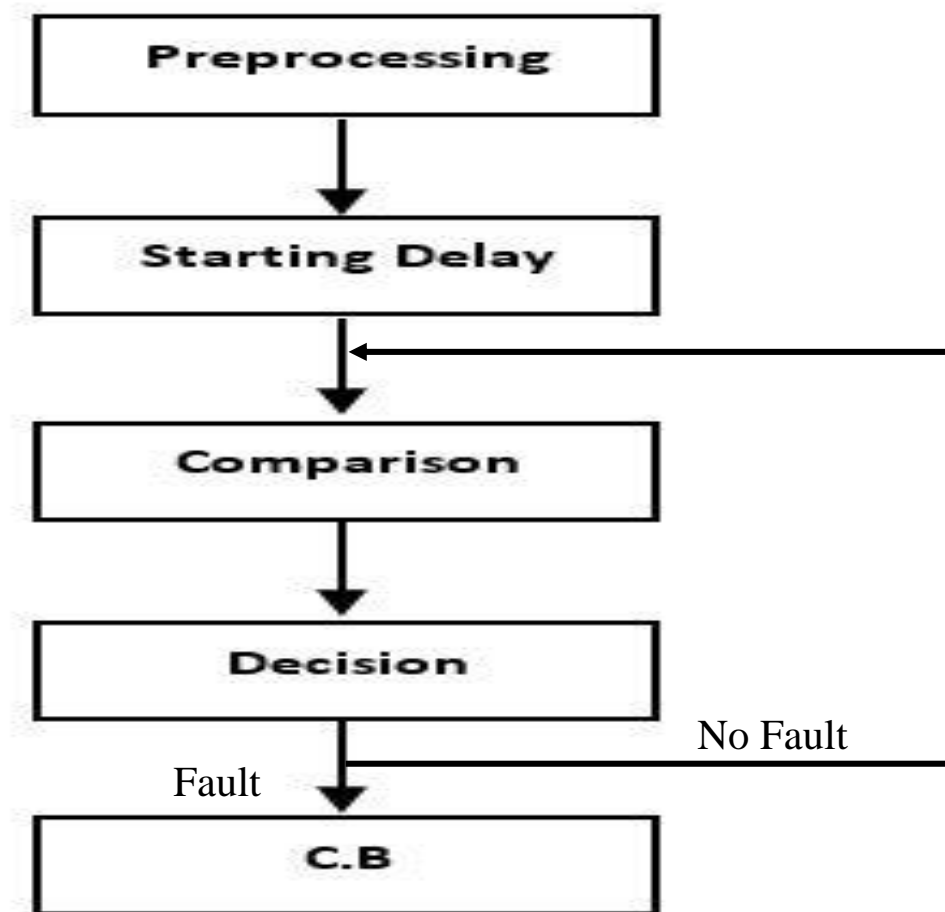 Preprocessing
Starting Delay
Comparison
Decision
No Fault
Fault
C.B